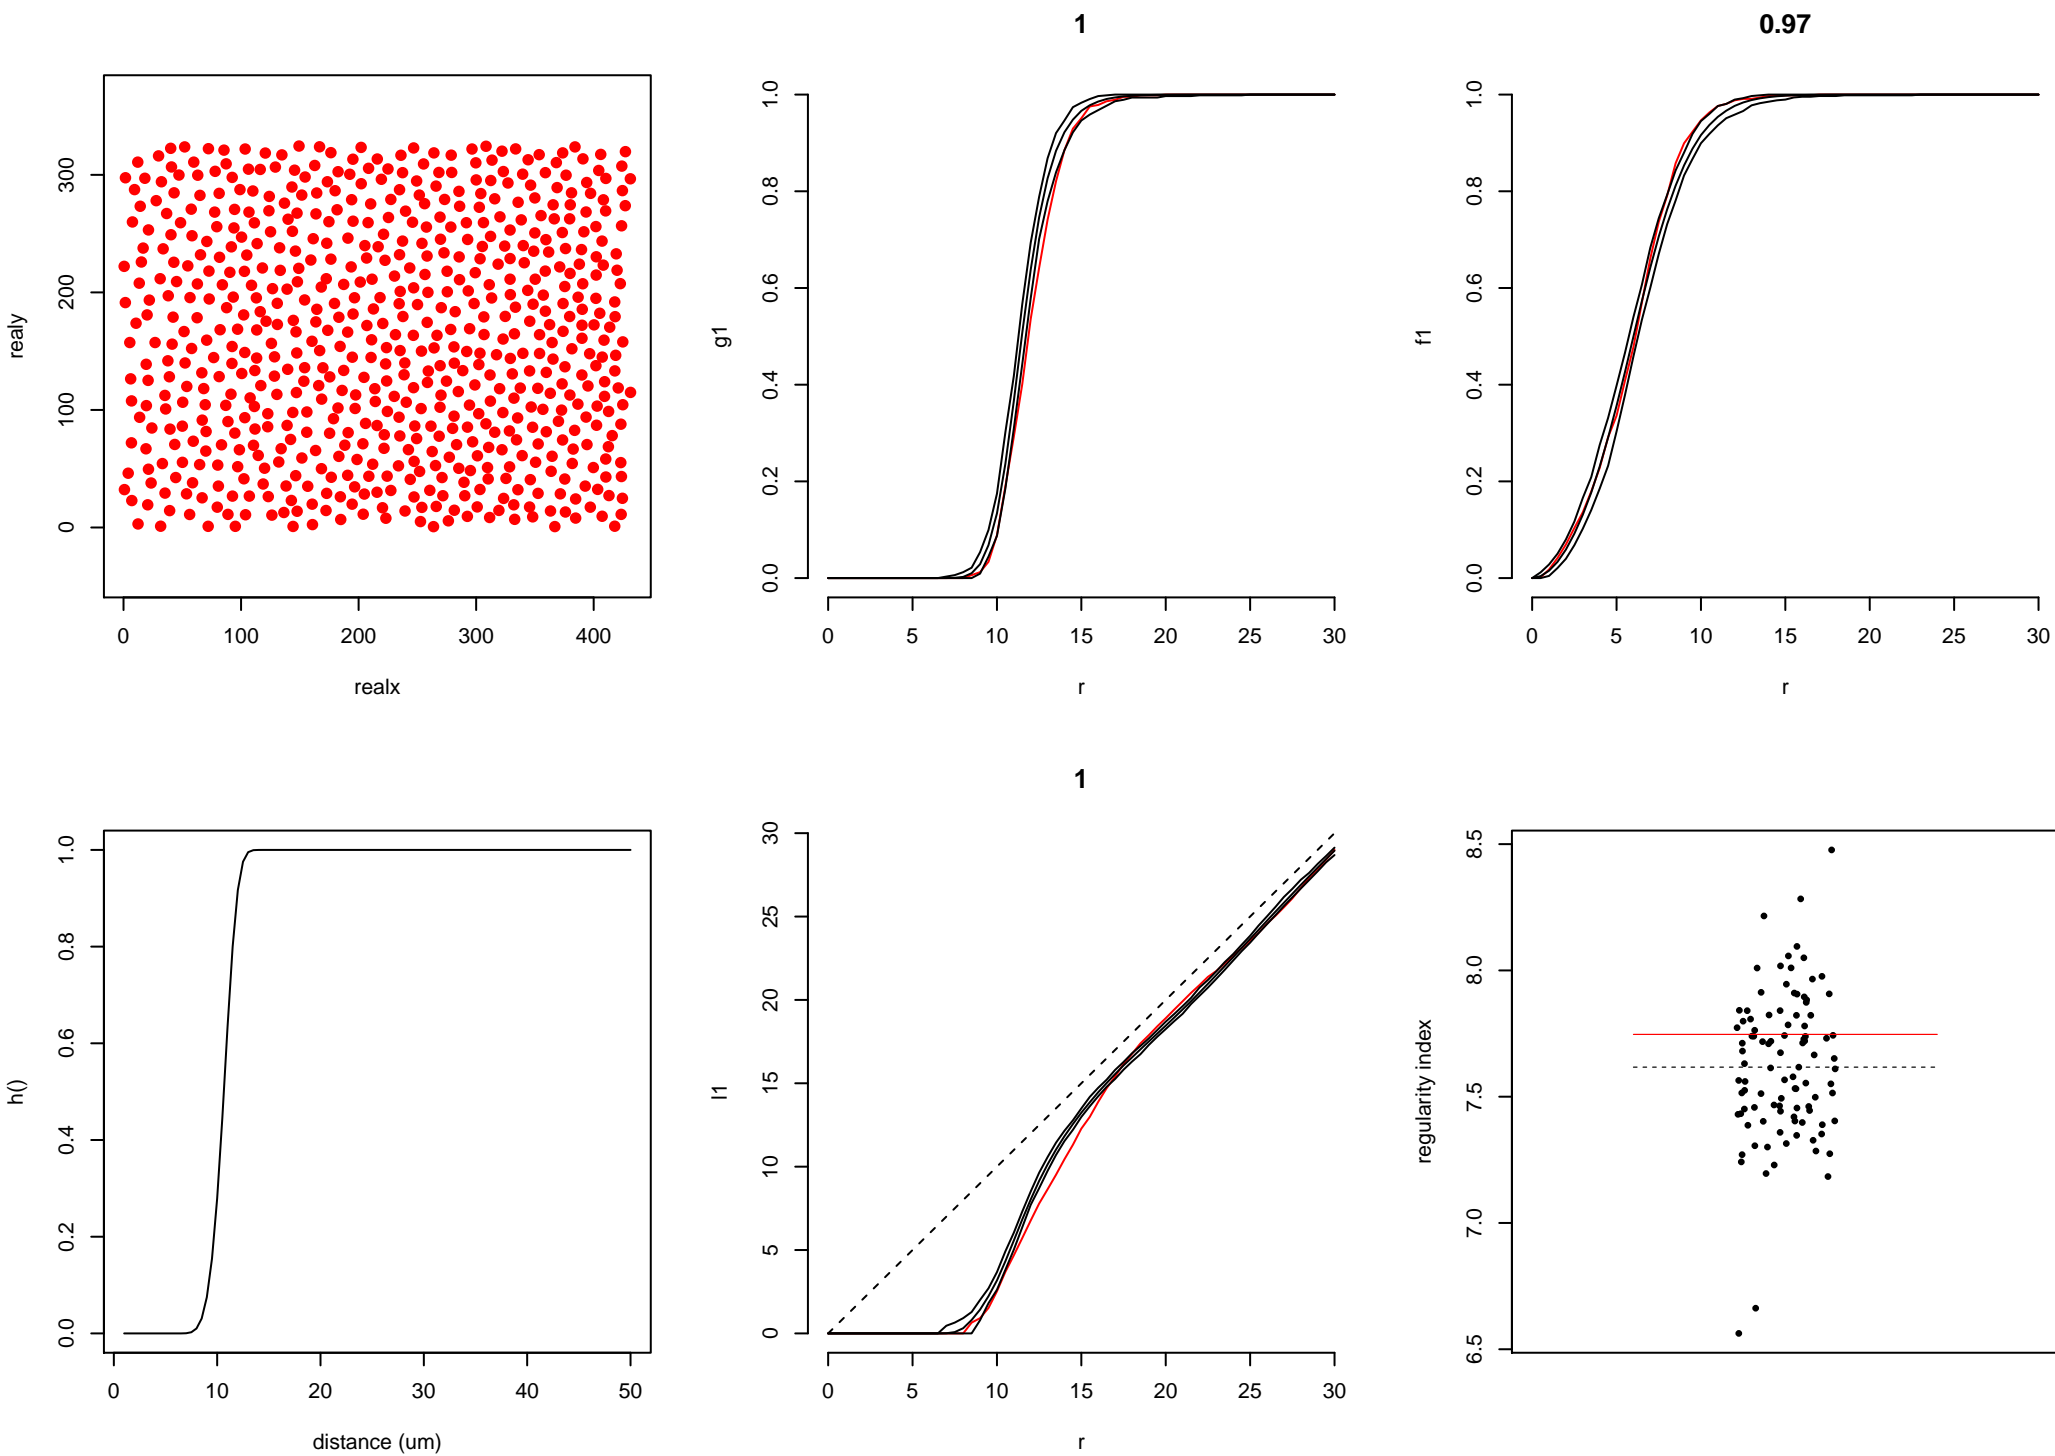 1
0.97
realy
0 100 200 300
0 100 200 300 400
realx
g1
0.0 0.2 0.4 0.6 0.8 1.0
0 5 10 15 20 25 30
r
f1
0.0 0.2 0.4 0.6 0.8 1.0
0 5 10 15 20 25 30
r
1
h()
0.0 0.2 0.4 0.6 0.8 1.0
0 10 20 30 40 50
distance (um)
l1
0 5 10 15 20 25 30
0 5 10 15 20 25 30
r
regularity index
6.5 7.0 7.5 8.0 8.5